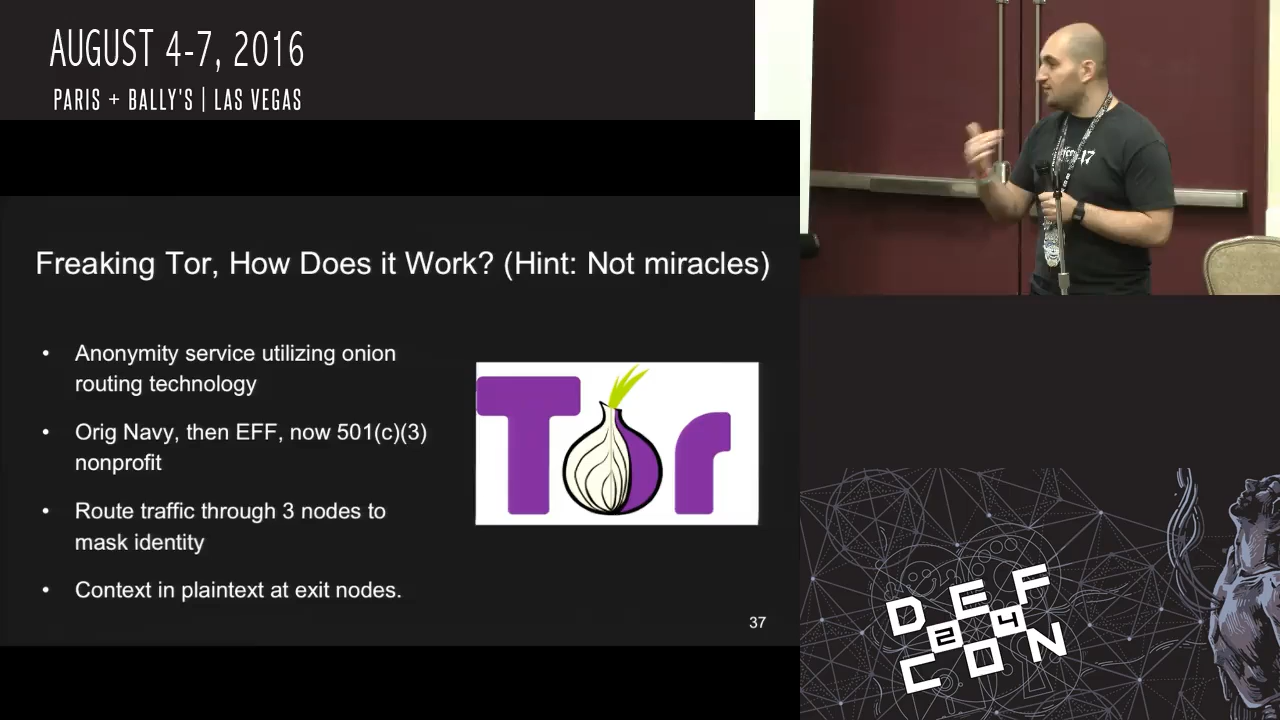 AUGUST 4-7, 2016
PARIS + BALLY'S | LAS VEGAS
Freaking Tor, How Does it Work? (Hint: Not miracles)
• Anonymity service utilizing onion
routing technology
• Orig Navy, then EFF, now 501(c)(3)
nonprofit
• Route traffic through 3 nodes to
mask identity
• Context in plaintext at exit nodes.
Tor
37
DEF
24
CON